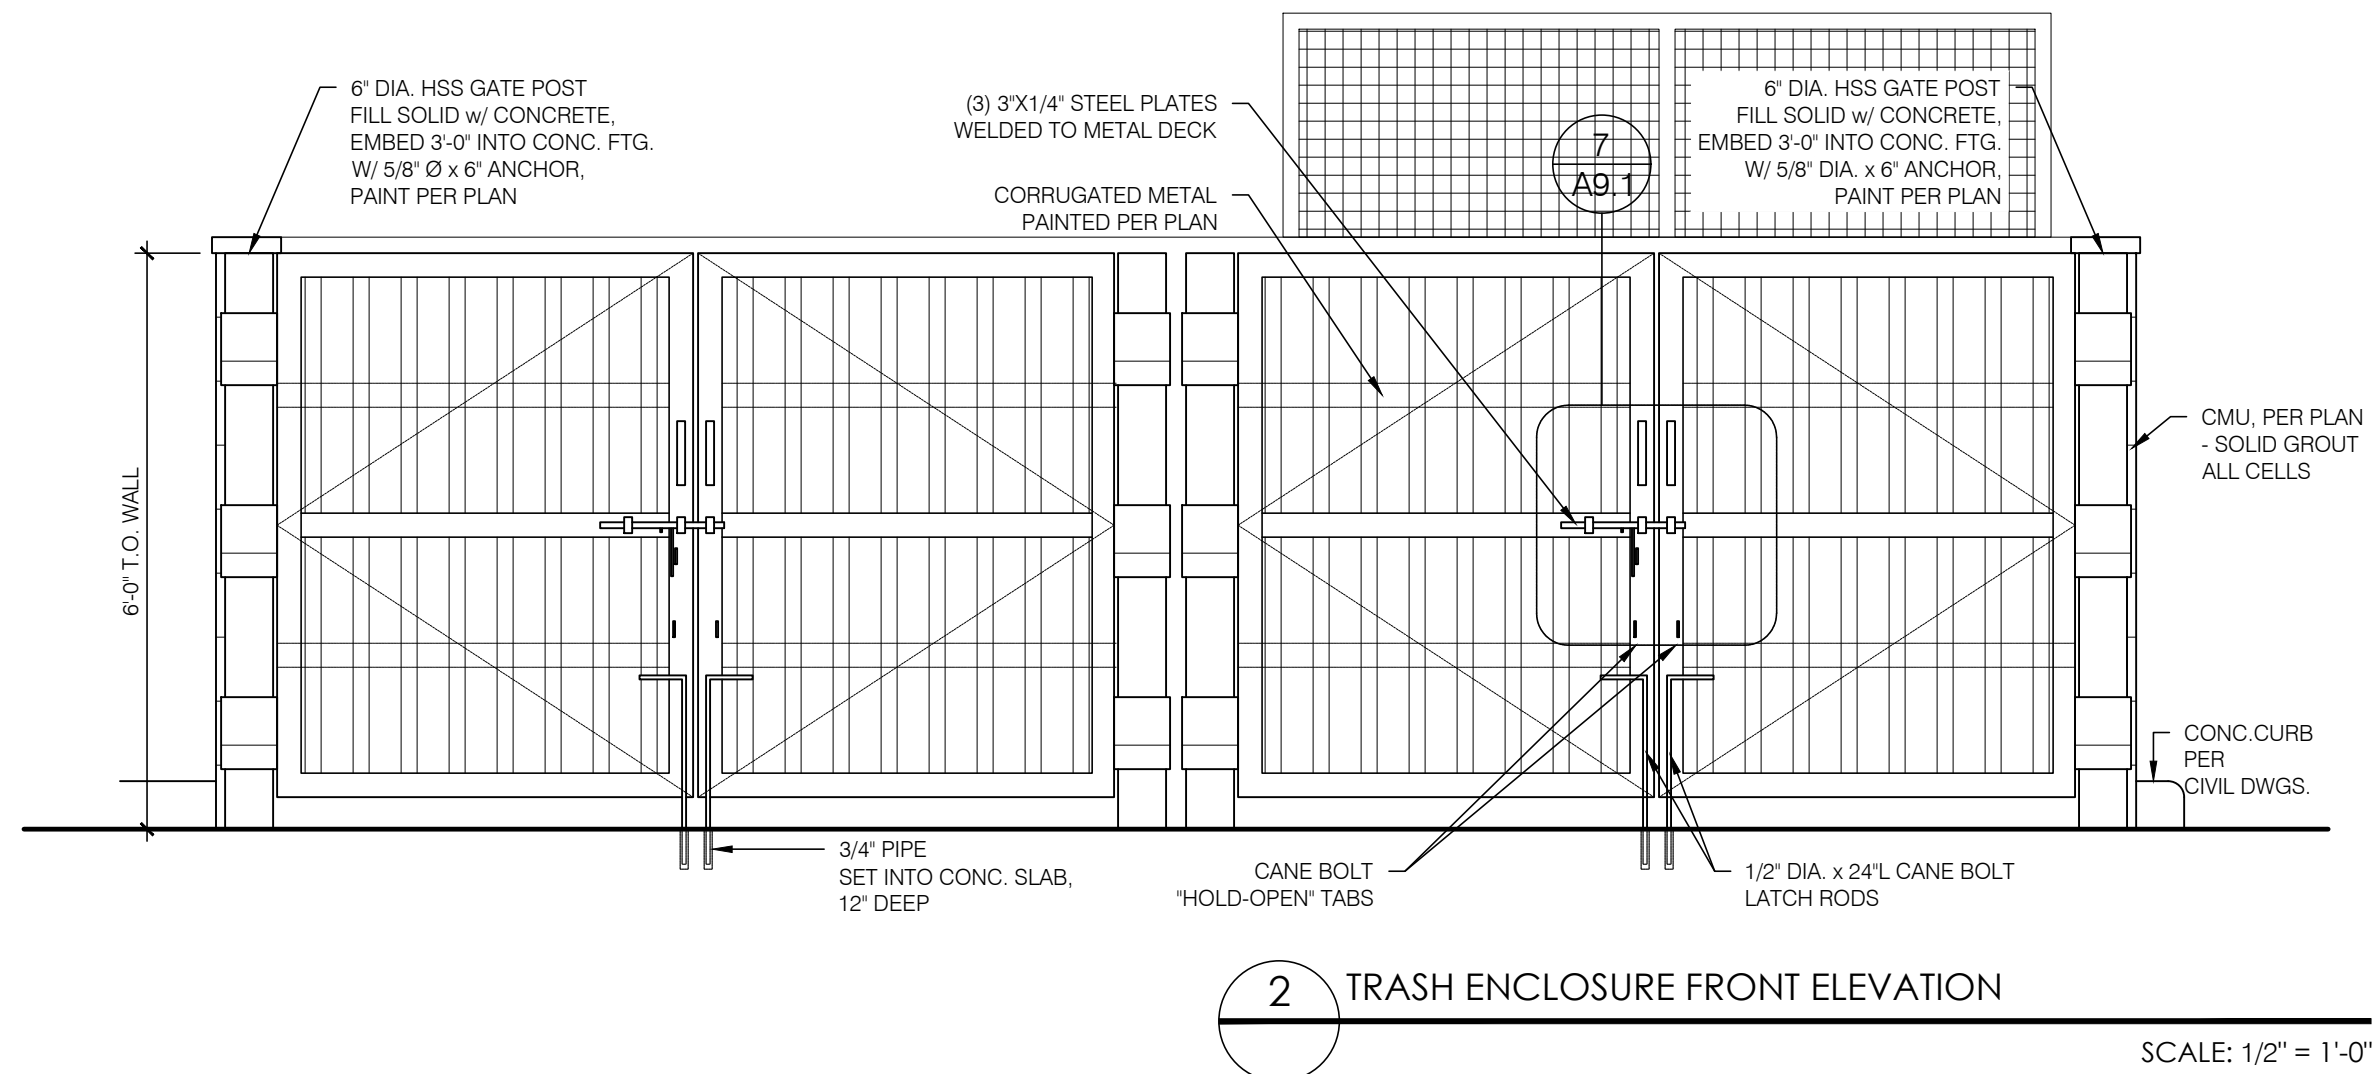 6" DIA. HSS GATE POST
FILL SOLID w/ CONCRETE,
EMBED 3'-0" INTO CONC. FTG.
W/ 5/8" Ø x 6" ANCHOR,
PAINT PER PLAN
(3) 3"X1/4" STEEL PLATES
WELDED TO METAL DECK
CORRUGATED METAL
PAINTED PER PLAN
7
A9.1
6" DIA. HSS GATE POST
FILL SOLID w/ CONCRETE,
EMBED 3'-0" INTO CONC. FTG.
W/ 5/8" DIA. x 6" ANCHOR,
PAINT PER PLAN
6'-0" T.O. WALL
CMU, PER PLAN
- SOLID GROUT
ALL CELLS
CONC.CURB
PER
CIVIL DWGS.
3/4" PIPE
SET INTO CONC. SLAB,
12" DEEP
CANE BOLT
"HOLD-OPEN" TABS
1/2" DIA. x 24"L CANE BOLT
LATCH RODS
2
TRASH ENCLOSURE FRONT ELEVATION
SCALE: 1/2" = 1'-0"